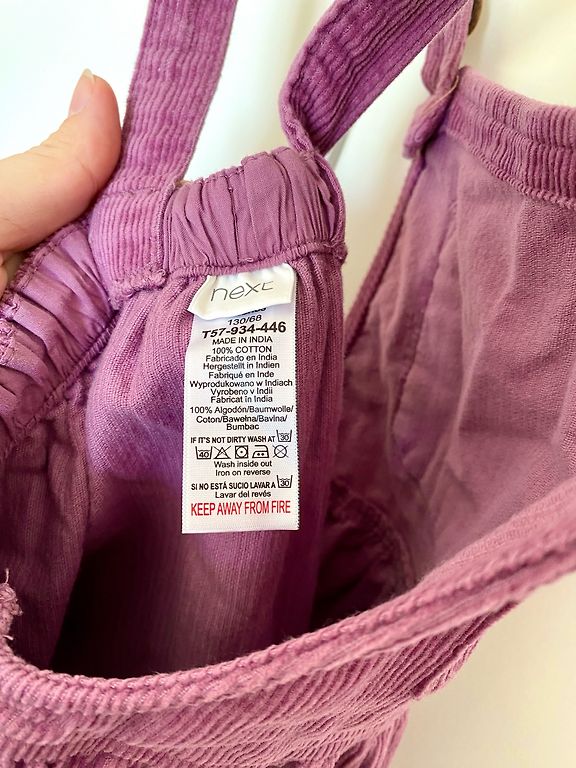 next
130/68
T57-934-446
MADE IN INDIA
100% COTTON
Fabricado en India
Hergestellt in Indien
Fabriqué en Inde
Wyprodukowano w Indiach
Vyrobeno v Indii
Fabricat in India
100% Algodón/Baumwolle/
Coton/Bawełna/Bavlna/
Bumbac
IF IT'S NOT DIRTY WASH AT 30
40
Wash inside out
Iron on reverse
SI NO ESTÁ SUCIO LAVAR A 30
Lavar del revés
KEEP AWAY FROM FIRE